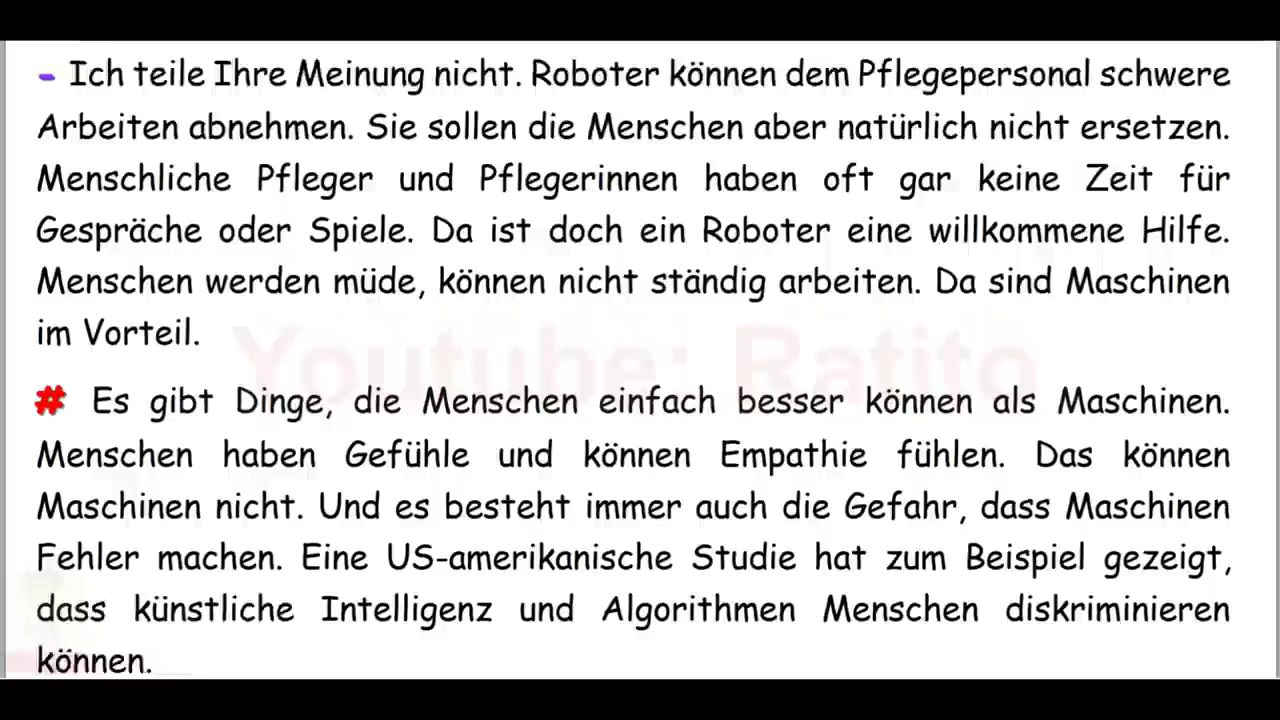 - Ich teile Ihre Meinung nicht. Roboter können dem Pflegepersonal schwere
Arbeiten abnehmen. Sie sollen die Menschen aber natürlich nicht ersetzen.
Menschliche Pfleger und Pflegerinnen haben oft gar keine Zeit für
Gespräche oder Spiele. Da ist doch ein Roboter eine willkommene Hilfe.
Menschen werden müde, können nicht ständig arbeiten. Da sind Maschinen
im Vorteil.
Youtube: Ratito
# Es gibt Dinge, die Menschen einfach besser können als Maschinen.
Menschen haben Gefühle und können Empathie fühlen. Das können
Maschinen nicht. Und es besteht immer auch die Gefahr, dass Maschinen
Fehler machen. Eine US-amerikanische Studie hat zum Beispiel gezeigt,
dass künstliche Intelligenz und Algorithmen Menschen diskriminieren
können.